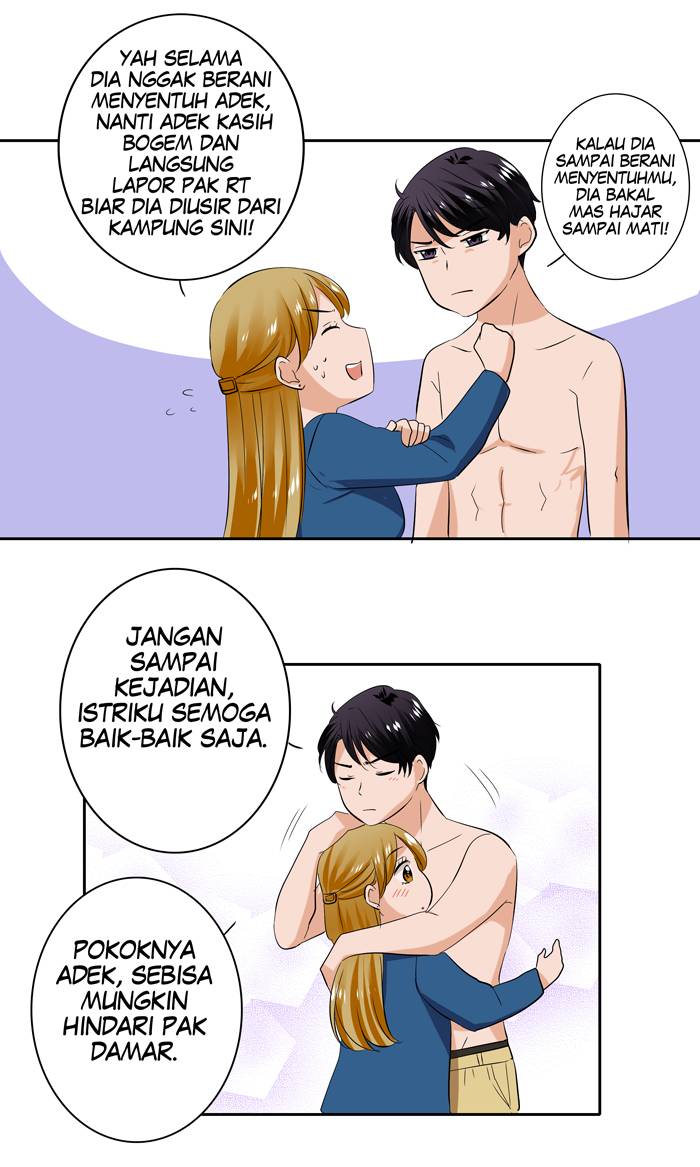 YAH SELAMA
DIA NGGAK BERANI
MENYENTUH ADEK,
NANTI ADEK KASIH
BOGEM DAN
LANGSUNG
LAPOR PAK RT
BIAR DIA DIUSIR DARI
KAMPUNG SINI!
KALAU DIA
SAMPAI BERANI
MENYENTUHMU,
DIA BAKAL
MAS HAJAR
SAMPAI MATI!
JANGAN
SAMPAI
KEJADIAN,
ISTRIKU SEMOGA
BAIK-BAIK SAJA.
POKOKNYA
ADEK, SEBISA
MUNGKIN
HINDARI PAK
DAMAR.